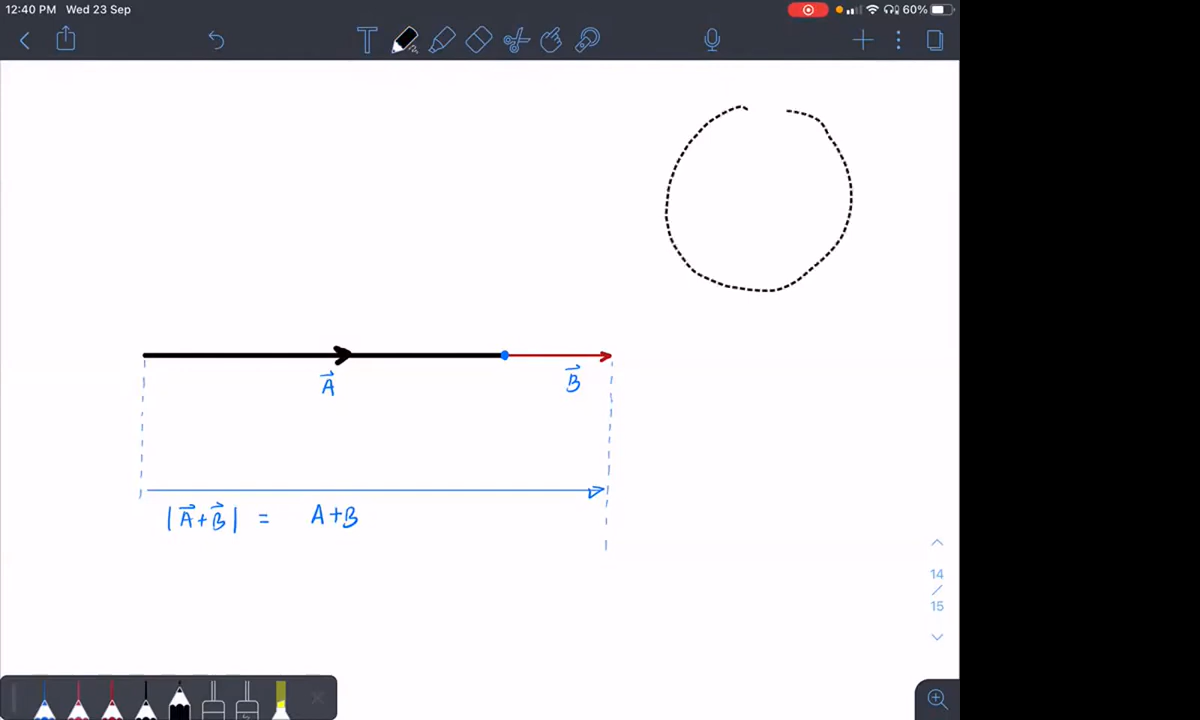 12:40 PM Wed 23 Sep 60%
T
A⃗
B⃗
|A⃗+B⃗| = A+B
14
/
15